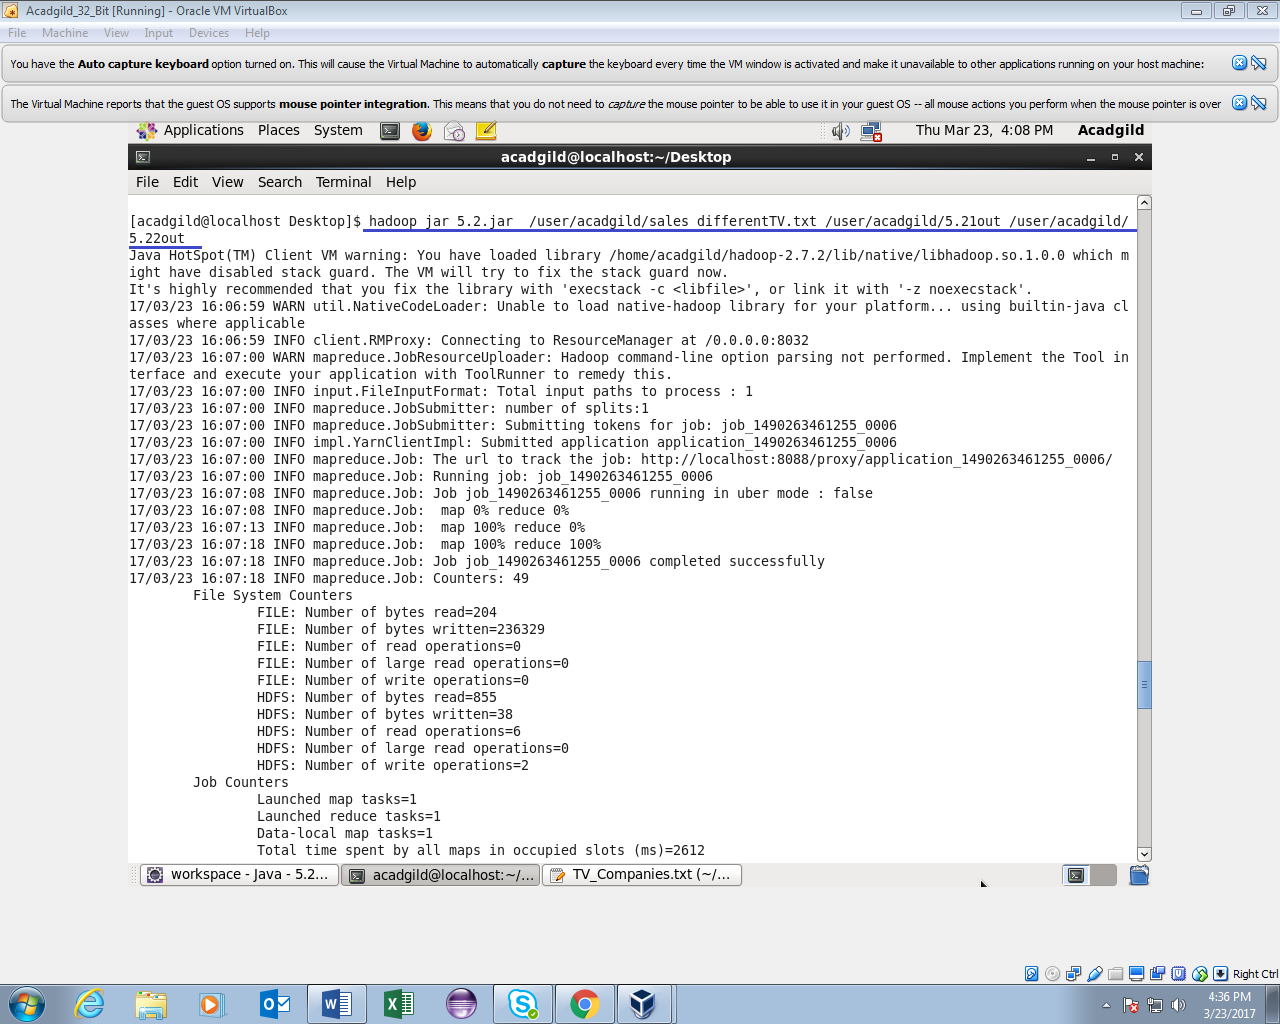 Acadgild_32_Bit [Running] - Oracle VM VirtualBox
File Machine View Input Devices Help
You have the Auto capture keyboard option turned on. This will cause the Virtual Machine to automatically capture the keyboard every time the VM window is activated and make it unavailable to other applications running on your host machine:
The Virtual Machine reports that the guest OS supports mouse pointer integration. This means that you do not need to capture the mouse pointer to be able to use it in your guest OS -- all mouse actions you perform when the mouse pointer is over
Applications Places System Thu Mar 23, 4:08 PM Acadgild
acadgild@localhost:~/Desktop
File Edit View Search Terminal Help
[acadgild@localhost Desktop]$ hadoop jar 5.2.jar  /user/acadgild/sales differentTV.txt /user/acadgild/5.21out /user/acadgild/
5.22out
Java HotSpot(TM) Client VM warning: You have loaded library /home/acadgild/hadoop-2.7.2/lib/native/libhadoop.so.1.0.0 which m
ight have disabled stack guard. The VM will try to fix the stack guard now.
It's highly recommended that you fix the library with 'execstack -c <libfile>', or link it with '-z noexecstack'.
17/03/23 16:06:59 WARN util.NativeCodeLoader: Unable to load native-hadoop library for your platform... using builtin-java cl
asses where applicable
17/03/23 16:06:59 INFO client.RMProxy: Connecting to ResourceManager at /0.0.0.0:8032
17/03/23 16:07:00 WARN mapreduce.JobResourceUploader: Hadoop command-line option parsing not performed. Implement the Tool in
terface and execute your application with ToolRunner to remedy this.
17/03/23 16:07:00 INFO input.FileInputFormat: Total input paths to process : 1
17/03/23 16:07:00 INFO mapreduce.JobSubmitter: number of splits:1
17/03/23 16:07:00 INFO mapreduce.JobSubmitter: Submitting tokens for job: job_1490263461255_0006
17/03/23 16:07:00 INFO impl.YarnClientImpl: Submitted application application_1490263461255_0006
17/03/23 16:07:00 INFO mapreduce.Job: The url to track the job: http://localhost:8088/proxy/application_1490263461255_0006/
17/03/23 16:07:00 INFO mapreduce.Job: Running job: job_1490263461255_0006
17/03/23 16:07:08 INFO mapreduce.Job: Job job_1490263461255_0006 running in uber mode : false
17/03/23 16:07:08 INFO mapreduce.Job:  map 0% reduce 0%
17/03/23 16:07:13 INFO mapreduce.Job:  map 100% reduce 0%
17/03/23 16:07:18 INFO mapreduce.Job:  map 100% reduce 100%
17/03/23 16:07:18 INFO mapreduce.Job: Job job_1490263461255_0006 completed successfully
17/03/23 16:07:18 INFO mapreduce.Job: Counters: 49
File System Counters
FILE: Number of bytes read=204
FILE: Number of bytes written=236329
FILE: Number of read operations=0
FILE: Number of large read operations=0
FILE: Number of write operations=0
HDFS: Number of bytes read=855
HDFS: Number of bytes written=38
HDFS: Number of read operations=6
HDFS: Number of large read operations=0
HDFS: Number of write operations=2
Job Counters
Launched map tasks=1
Launched reduce tasks=1
Data-local map tasks=1
Total time spent by all maps in occupied slots (ms)=2612
workspace - Java - 5.2... acadgild@localhost:~/... TV_Companies.txt (~/...
Right Ctrl
4:36 PM
3/23/2017